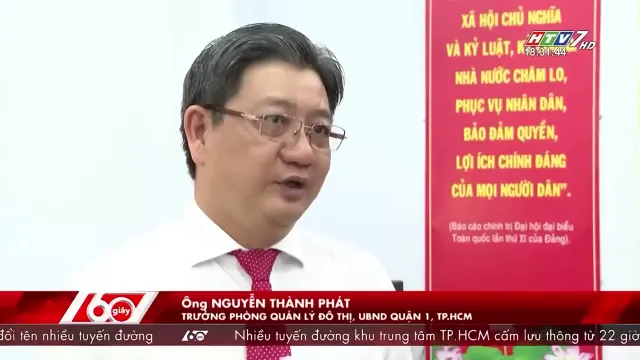 XÃ HỘI CHỦ NGHĨA
VÀ KỶ LUẬT,
NHÀ NƯỚC CHĂM LO,
PHỤC VỤ NHÂN DÂN,
BẢO ĐẢM QUYỀN,
LỢI ÍCH CHÍNH ĐÁNG
CỦA MỌI NGƯỜI DÂN”.
(Báo cáo chính trị Đại hội đại biểu
Toàn quốc lần thứ II của Đảng).
HTV7 HD
18:31:44
60 giây
Ông NGUYỄN THÀNH PHÁT
TRƯỞNG PHÒNG QUẢN LÝ ĐÔ THỊ, UBND QUẬN 1, TP.HCM
đổi tên nhiều tuyến đường
Nhiều tuyến đường khu trung tâm TP.HCM cấm lưu thông từ 22 giờ